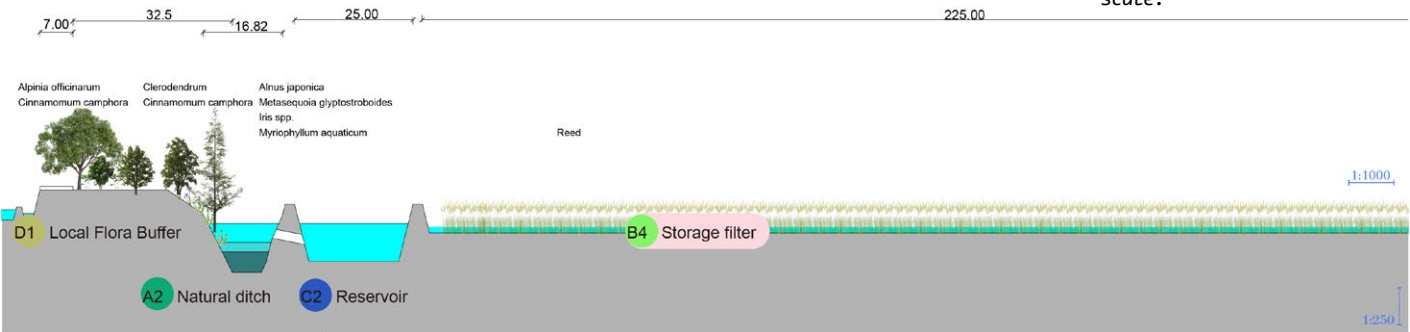 scale.
32.5
25.00
225.00
7.00
16.82
Alpinia officinarum
Cinnamomum camphora
Clerodendrum
Cinnamomum camphora
Alnus japonica
Metasequoia glyptostroboides
Iris spp.
Myriophyllum aquaticum
Reed
1:1000
D1 Local Flora Buffer
B4 Storage filter
A2 Natural ditch
C2 Reservoir
1:250